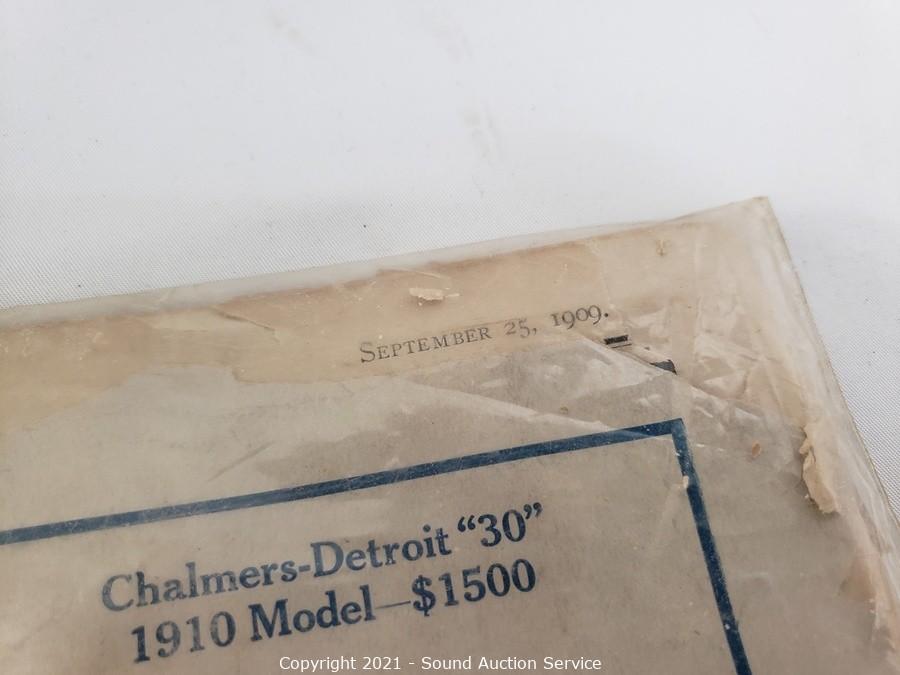 September 25, 1909.
Chalmers-Detroit “30”
1910 Model—$1500
Copyright 2021 - Sound Auction Service